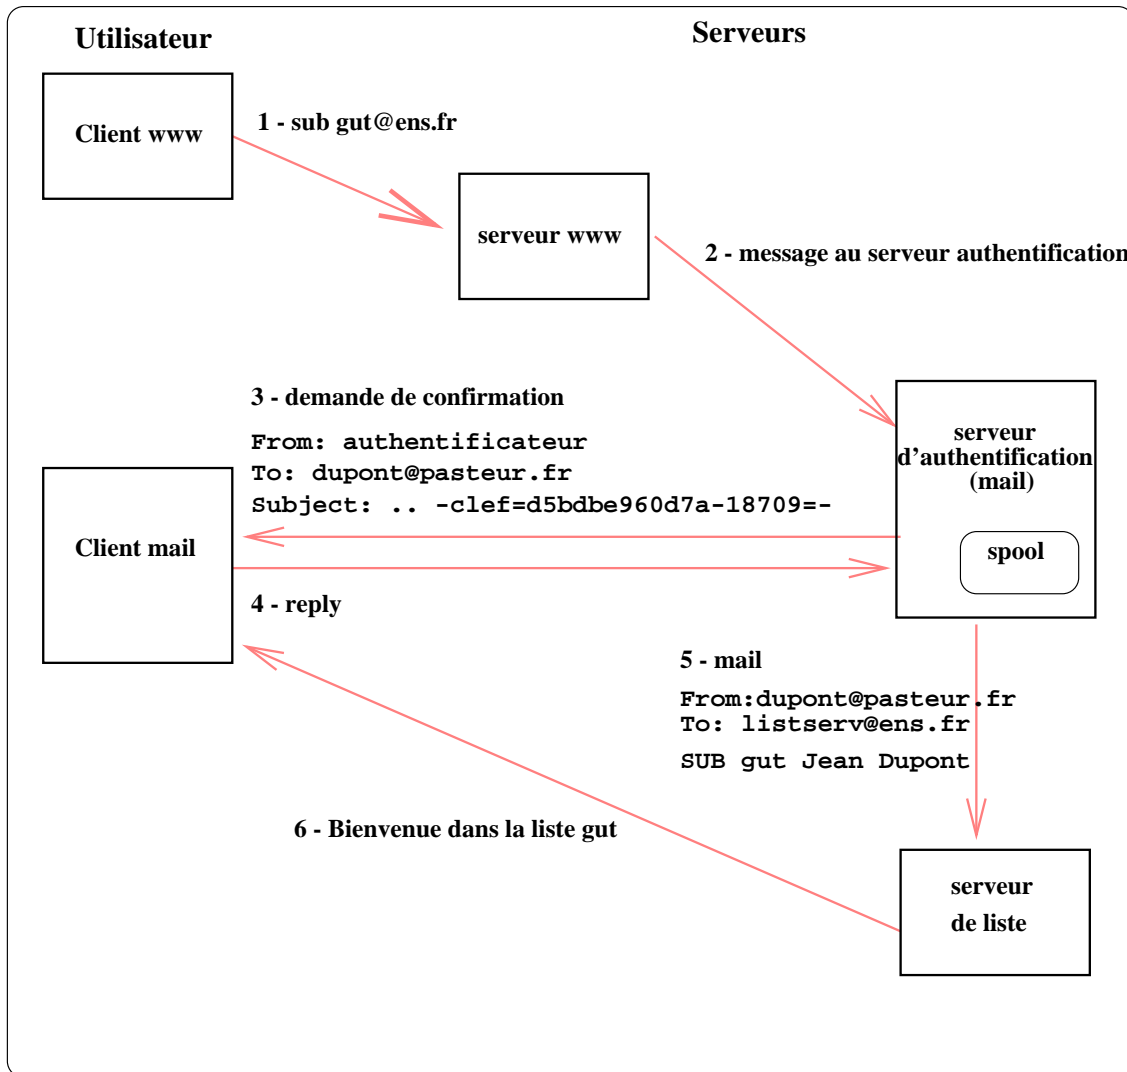 Utilisateur
Serveurs
Client www
1 - sub gut@ens.fr
serveur www
2 - message au serveur authentification
3 - demande de confirmation
From: authentificateur
To: dupont@pasteur.fr
Subject: .. -clef=d5bdbe960d7a-18709=-
serveur
d’authentification
(mail)
Client mail
spool
4 - reply
5 - mail
From:dupont@pasteur.fr
To: listserv@ens.fr
SUB gut Jean Dupont
6 - Bienvenue dans la liste gut
serveur
de liste